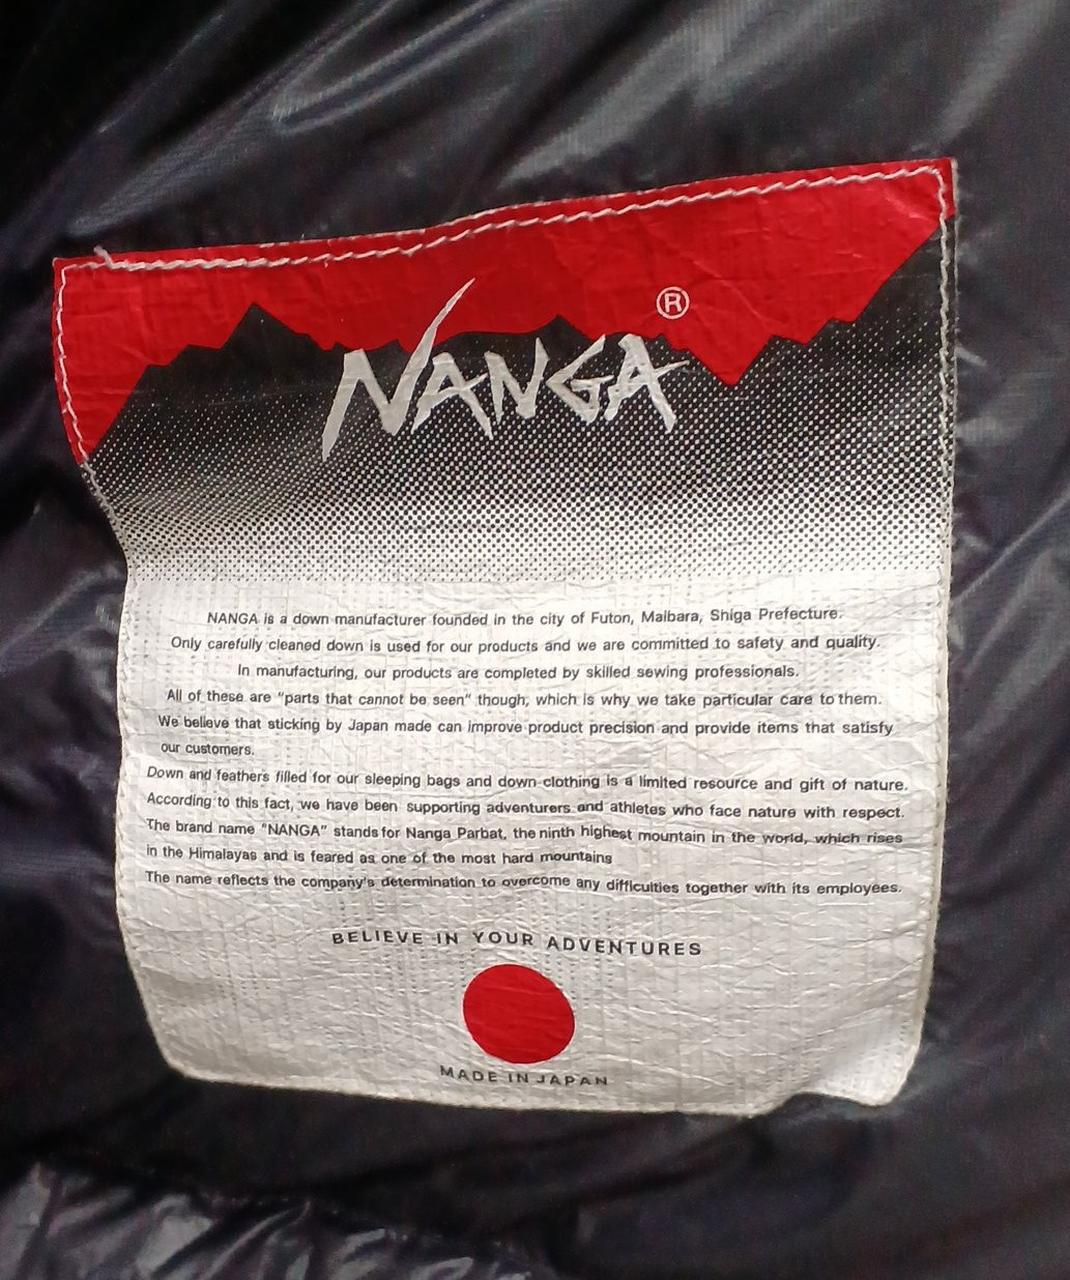 NANGA®
NANGA is a down manufacturer founded in the city of Futon, Maibara, Shiga Prefecture.
Only carefully cleaned down is used for our products and we are committed to safety and quality.
In manufacturing, our products are completed by skilled sewing professionals.
All of these are "parts that cannot be seen" though, which is why we take particular care to them.
We believe that sticking by Japan made can improve product precision and provide items that satisfy
our customers.
Down and feathers filled for our sleeping bags and down clothing is a limited resource and gift of nature.
According to this fact, we have been supporting adventurers and athletes who face nature with respect.
The brand name "NANGA" stands for Nanga Parbat, the ninth highest mountain in the world, which rises
in the Himalayas and is feared as one of the most hard mountains
The name reflects the company's determination to overcome any difficulties together with its employees.
BELIEVE IN YOUR ADVENTURES
MADE IN JAPAN